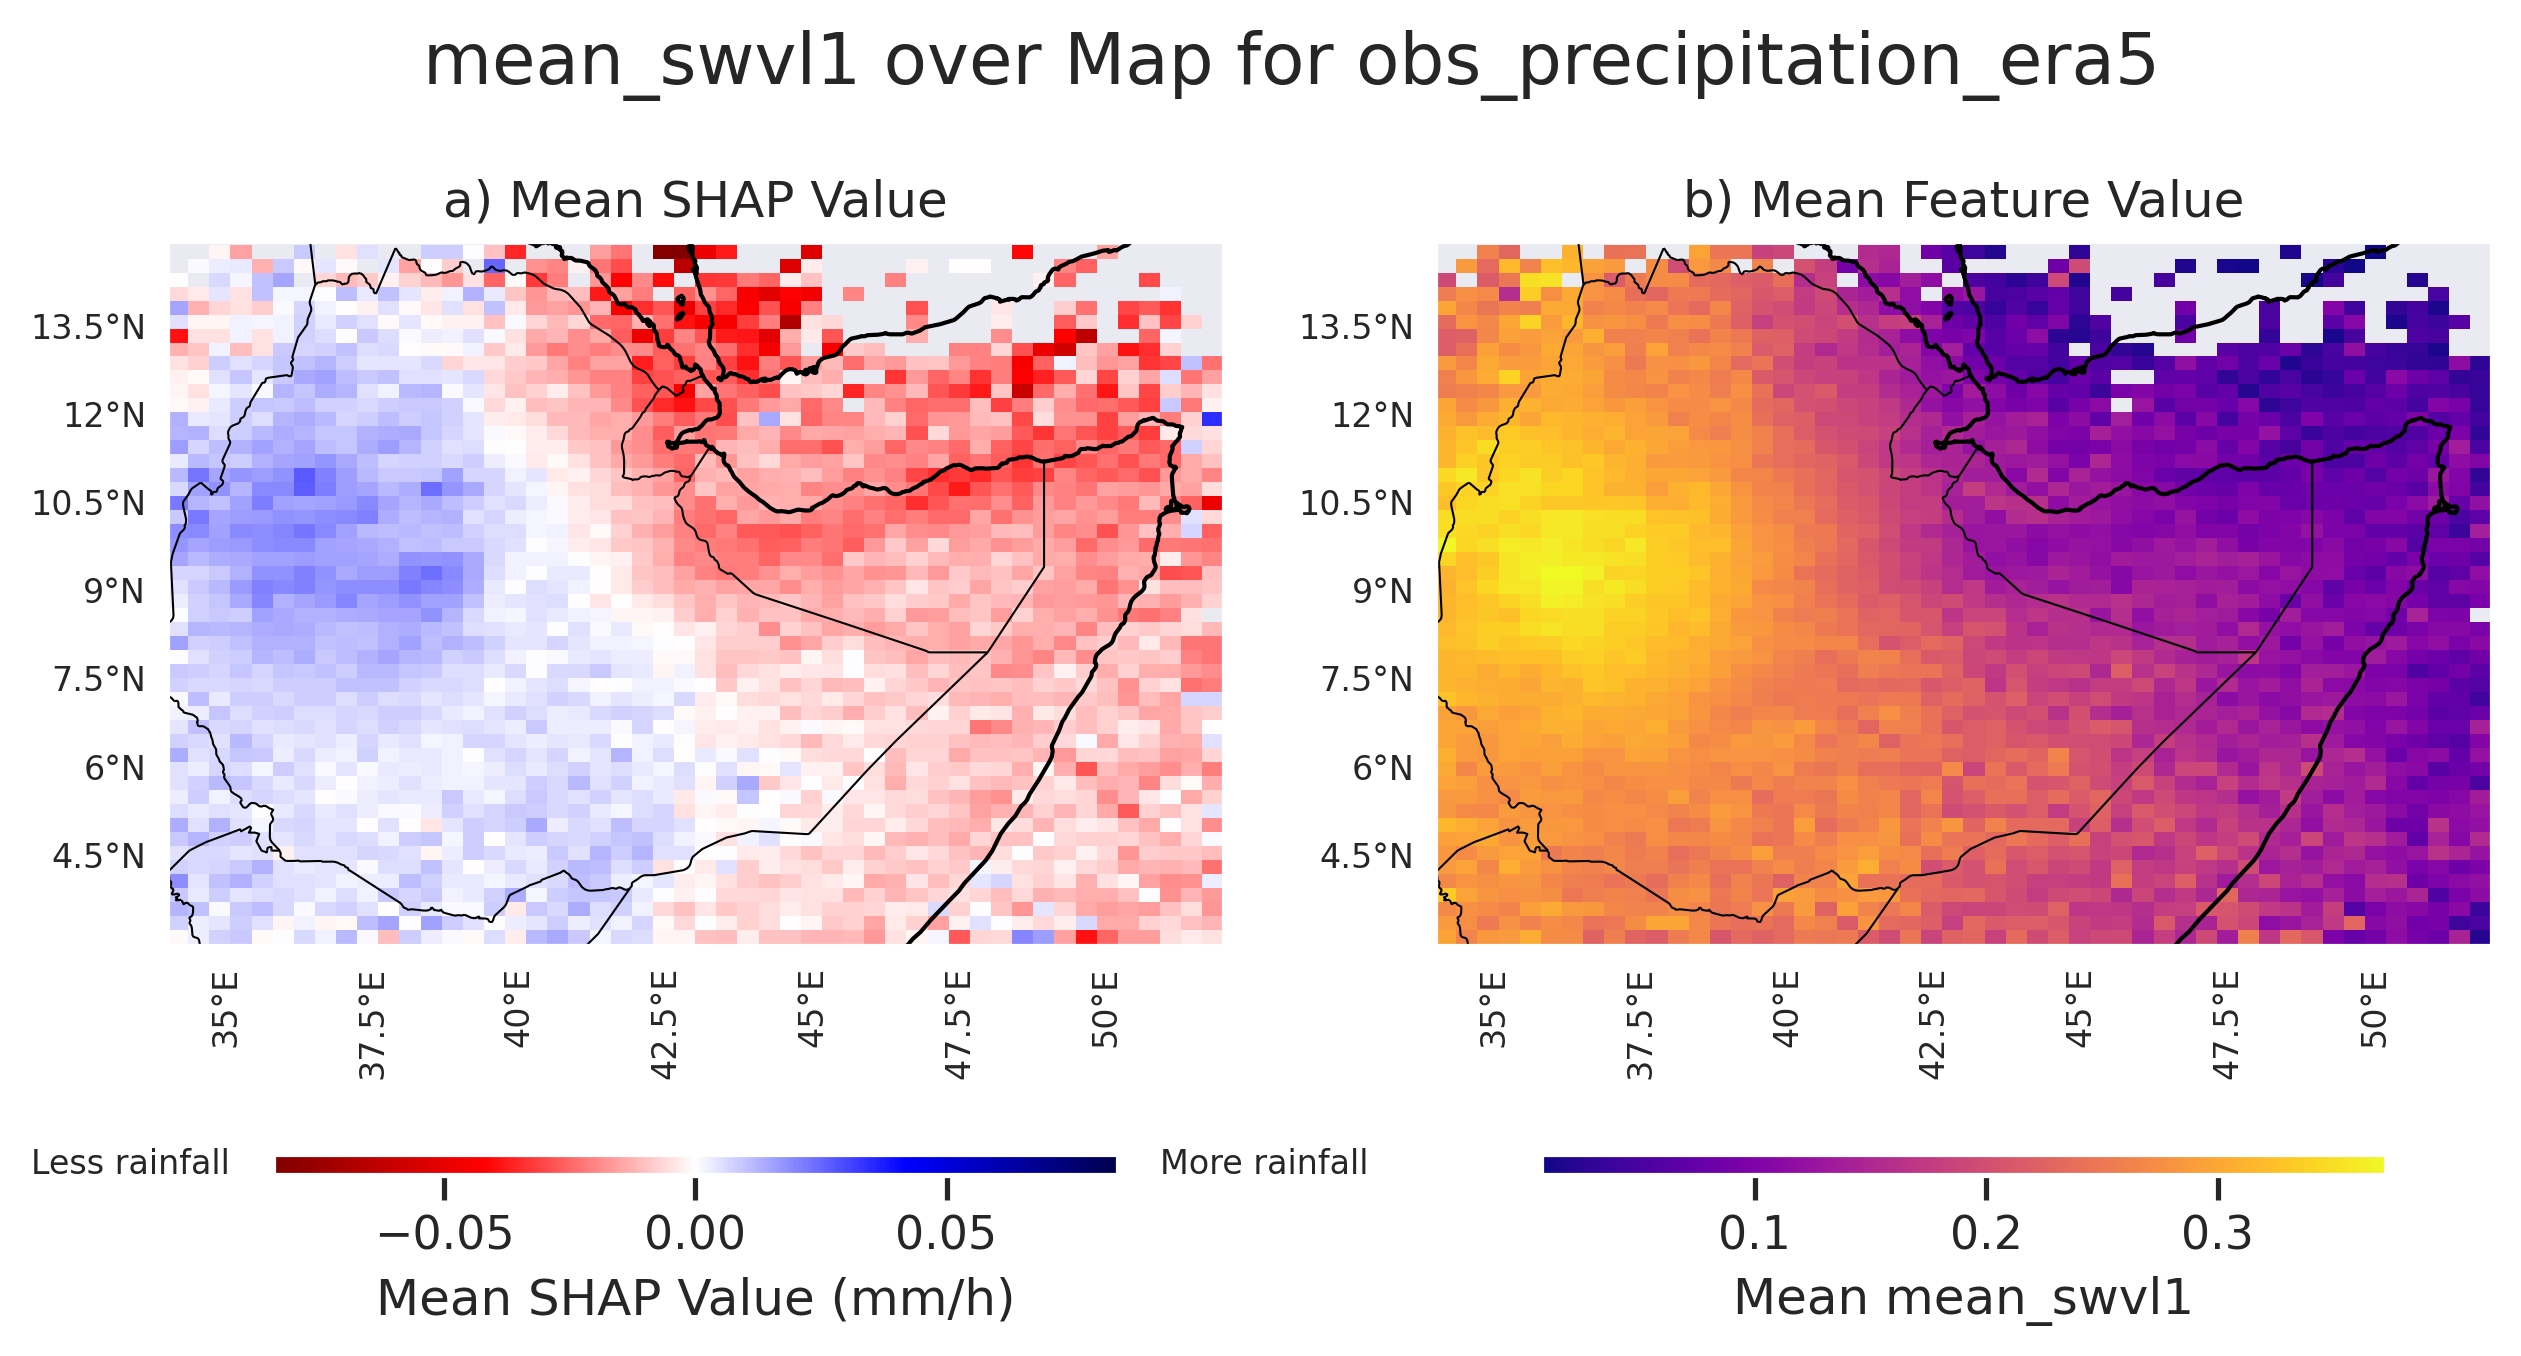 mean_swvl1 over Map for obs_precipitation_era5
a) Mean SHAP Value
13.5°N
12°N
10.5°N
9°N
7.5°N
6°N
4.5°N
35°E
37.5°E
40°E
42.5°E
45°E
47.5°E
50°E
Less rainfall
More rainfall
−0.05
0.00
0.05
Mean SHAP Value (mm/h)
b) Mean Feature Value
13.5°N
12°N
10.5°N
9°N
7.5°N
6°N
4.5°N
35°E
37.5°E
40°E
42.5°E
45°E
47.5°E
50°E
0.1
0.2
0.3
Mean mean_swvl1